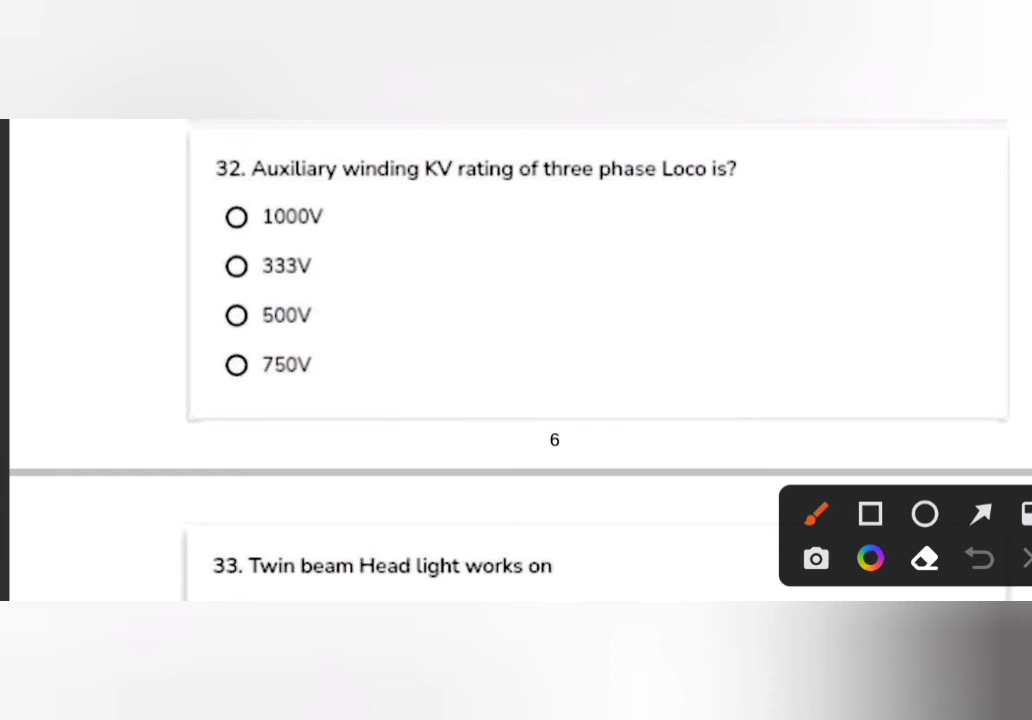 32. Auxiliary winding KV rating of three phase Loco is?
1000V
333V
500V
750V
6
33. Twin beam Head light works on